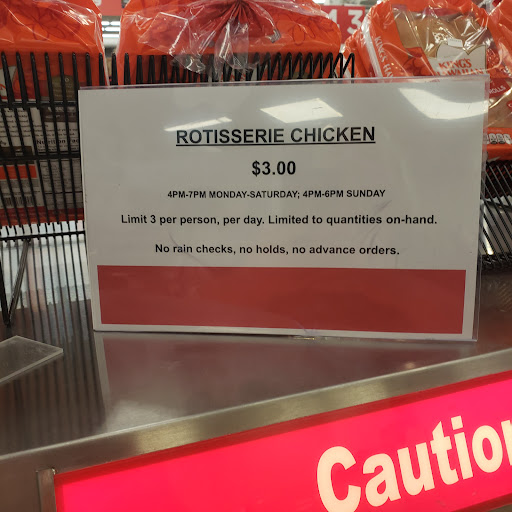 ROTISSERIE CHICKEN
$3.00
4PM-7PM MONDAY-SATURDAY; 4PM-6PM SUNDAY
Limit 3 per person, per day. Limited to quantities on-hand.
No rain checks, no holds, no advance orders.
Caution